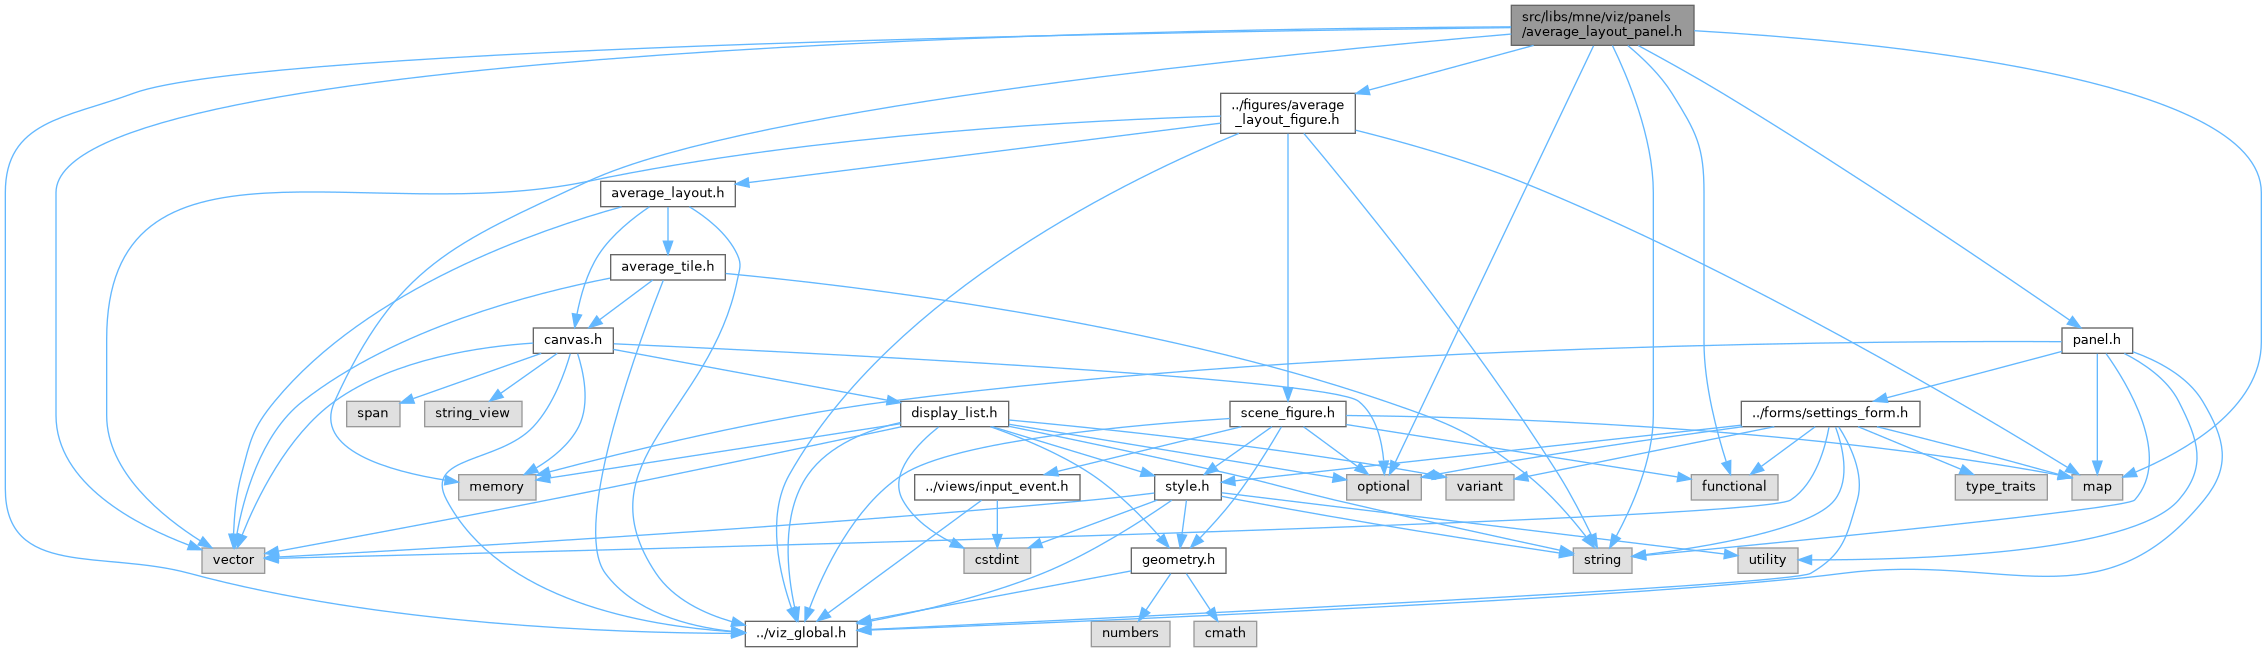 src/libs/mne/viz/panels
/average_layout_panel.h
../figures/average
_layout_figure.h
average_layout.h
average_tile.h
canvas.h
panel.h
span
string_view
display_list.h
scene_figure.h
../forms/settings_form.h
memory
../views/input_event.h
style.h
optional
variant
functional
type_traits
map
vector
cstdint
geometry.h
string
utility
../viz_global.h
numbers
cmath